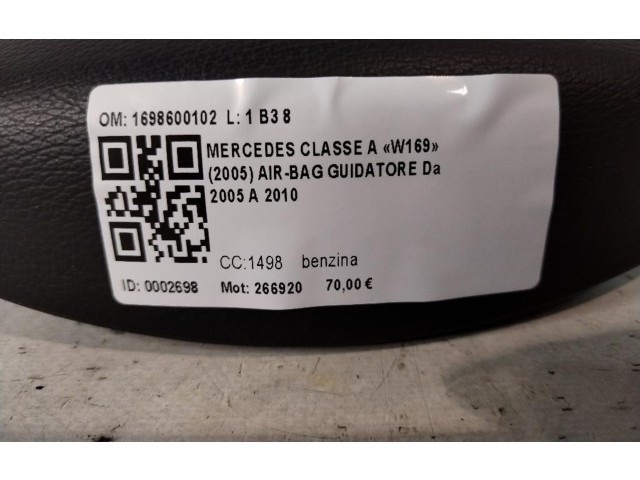 OM: 1698600102 L: 1 B3 8
MERCEDES CLASSE A «W169»
(2005) AIR-BAG GUIDATORE Da
2005 A 2010
CC:1498 benzina
ID: 0002698 Mot: 266920 70,00 €